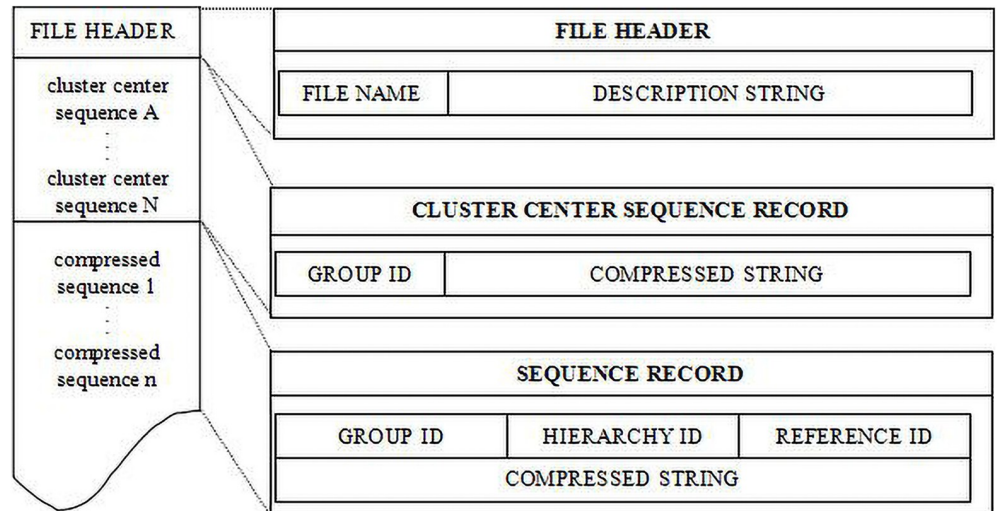 FILE HEADER
cluster center
sequence A
cluster center
sequence N
compressed
sequence 1
compressed
sequence n
FILE HEADER
FILE NAME DESCRIPTION STRING
CLUSTER CENTER SEQUENCE RECORD
GROUP ID COMPRESSED STRING
SEQUENCE RECORD
GROUP ID HIERARCHY ID REFERENCE ID
COMPRESSED STRING